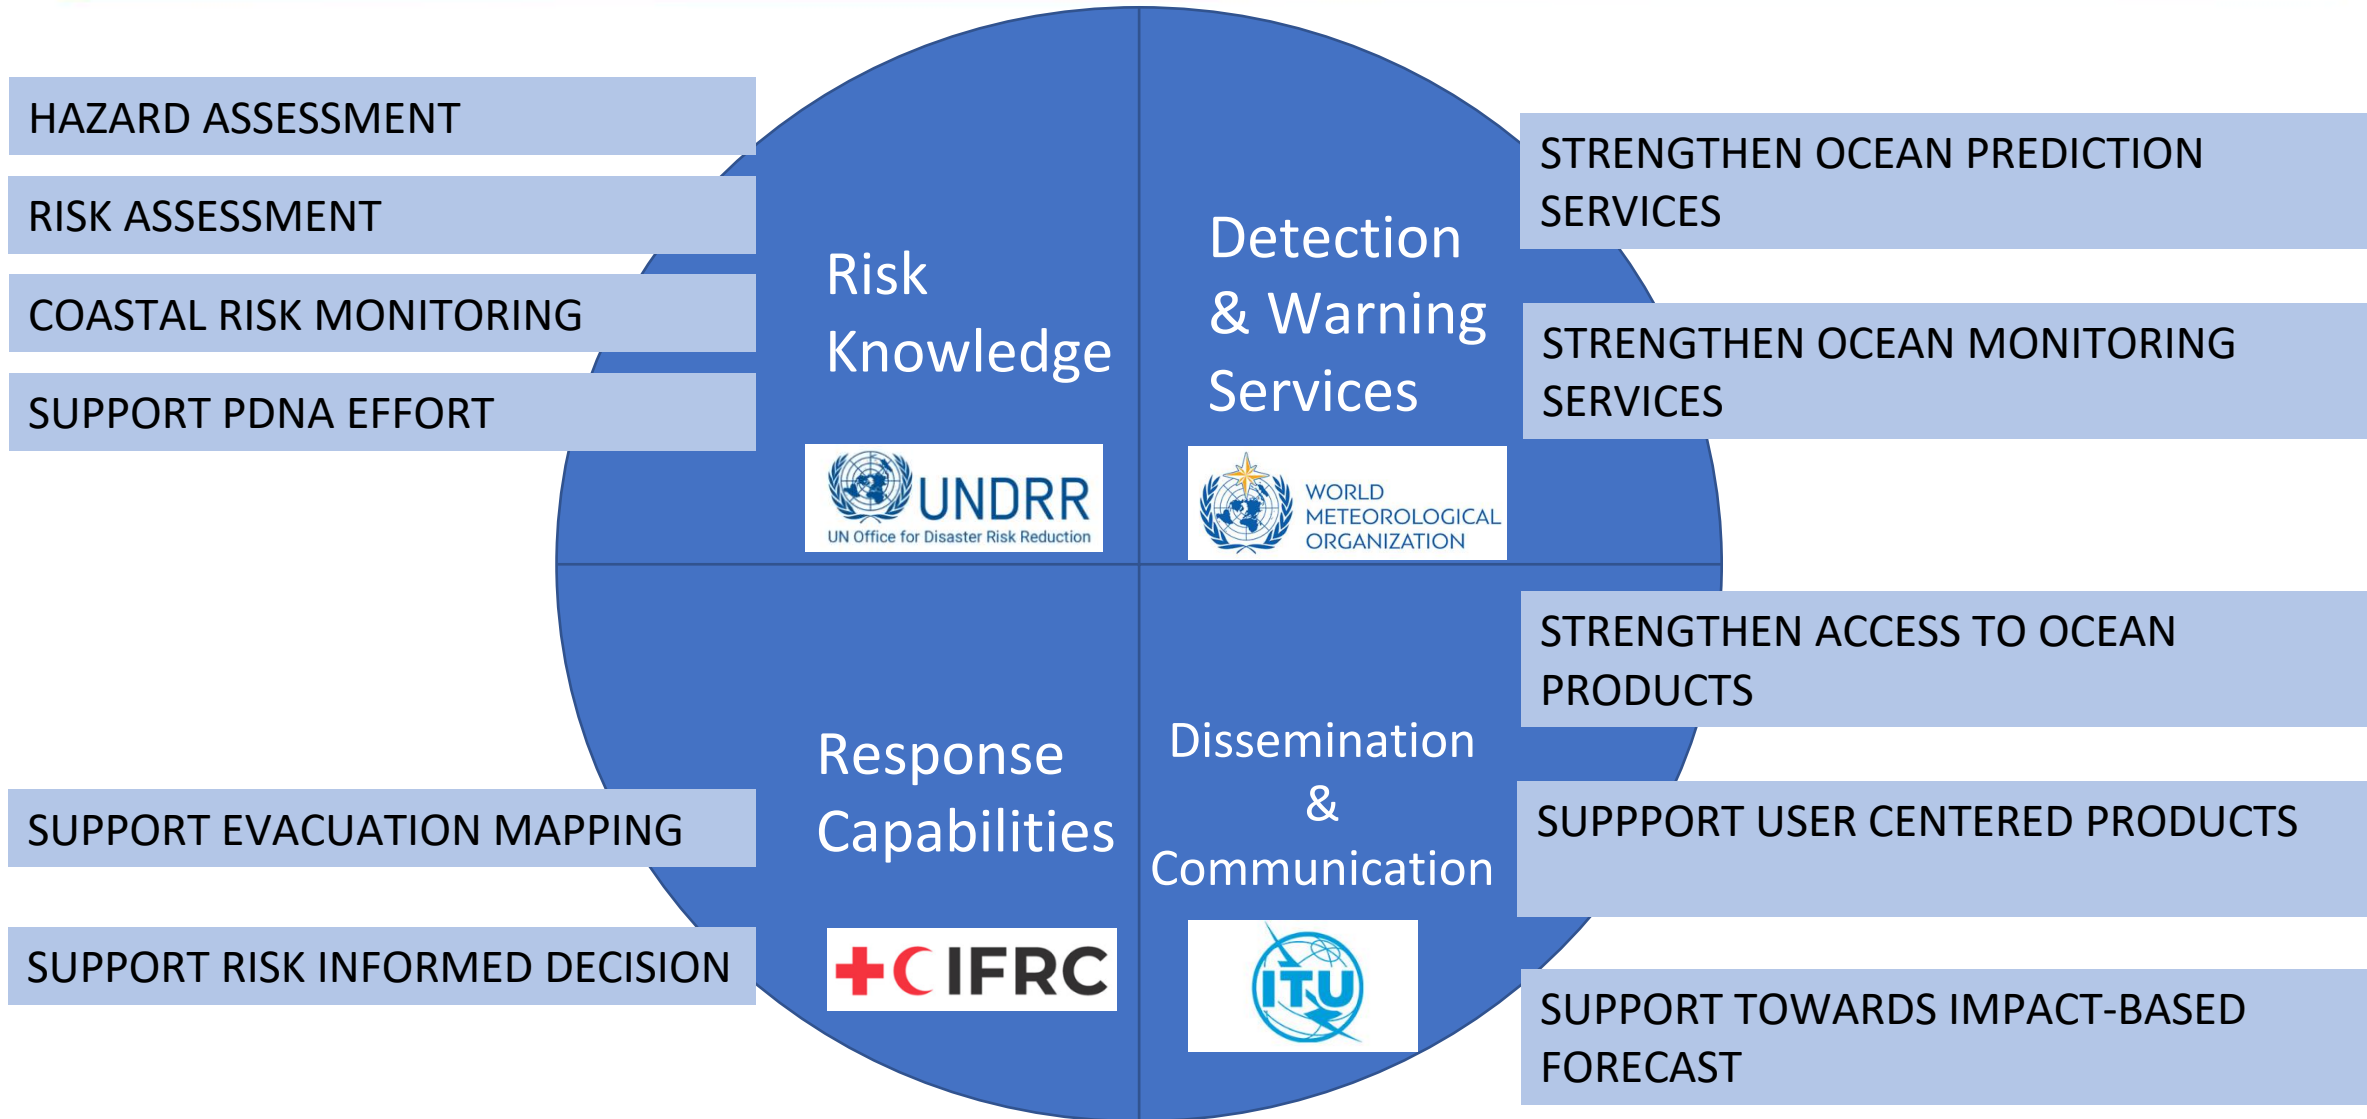 HAZARD ASSESSMENT
RISK ASSESSMENT
COASTAL RISK MONITORING
SUPPORT PDNA EFFORT
Risk
Knowledge
UNDRR
UN Office for Disaster Risk Reduction
Detection
& Warning
Services
WORLD
METEOROLOGICAL
ORGANIZATION
STRENGTHEN OCEAN PREDICTION
SERVICES
STRENGTHEN OCEAN MONITORING
SERVICES
SUPPORT EVACUATION MAPPING
SUPPORT RISK INFORMED DECISION
Response
Capabilities
IFRC
Dissemination
&
Communication
ITU
STRENGTHEN ACCESS TO OCEAN
PRODUCTS
SUPPPORT USER CENTERED PRODUCTS
SUPPORT TOWARDS IMPACT-BASED
FORECAST